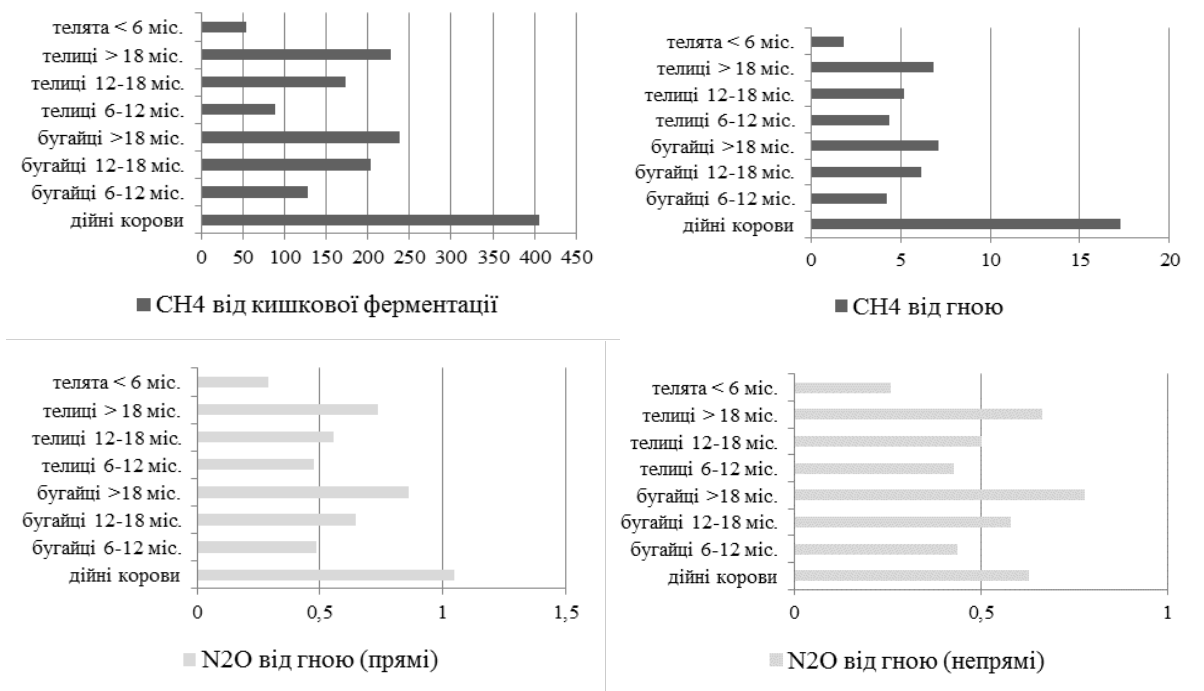 телята < 6 міс.
телиці > 18 міс.
телиці 12-18 міс.
телиці 6-12 міс.
бугайці >18 міс.
бугайці 12-18 міс.
бугайці 6-12 міс.
дійні корови
0 50 100 150 200 250 300 350 400 450
CH4 від кишкової ферментації
телята < 6 міс.
телиці > 18 міс.
телиці 12-18 міс.
телиці 6-12 міс.
бугайці >18 міс.
бугайці 12-18 міс.
бугайці 6-12 міс.
дійні корови
0 5 10 15 20
CH4 від гною
телята < 6 міс.
телиці > 18 міс.
телиці 12-18 міс.
телиці 6-12 міс.
бугайці >18 міс.
бугайці 12-18 міс.
бугайці 6-12 міс.
дійні корови
0 0,5 1 1,5
N2O від гною (прямі)
телята < 6 міс.
телиці > 18 міс.
телиці 12-18 міс.
телиці 6-12 міс.
бугайці >18 міс.
бугайці 12-18 міс.
бугайці 6-12 міс.
дійні корови
0 0,5 1
N2O від гною (непрямі)